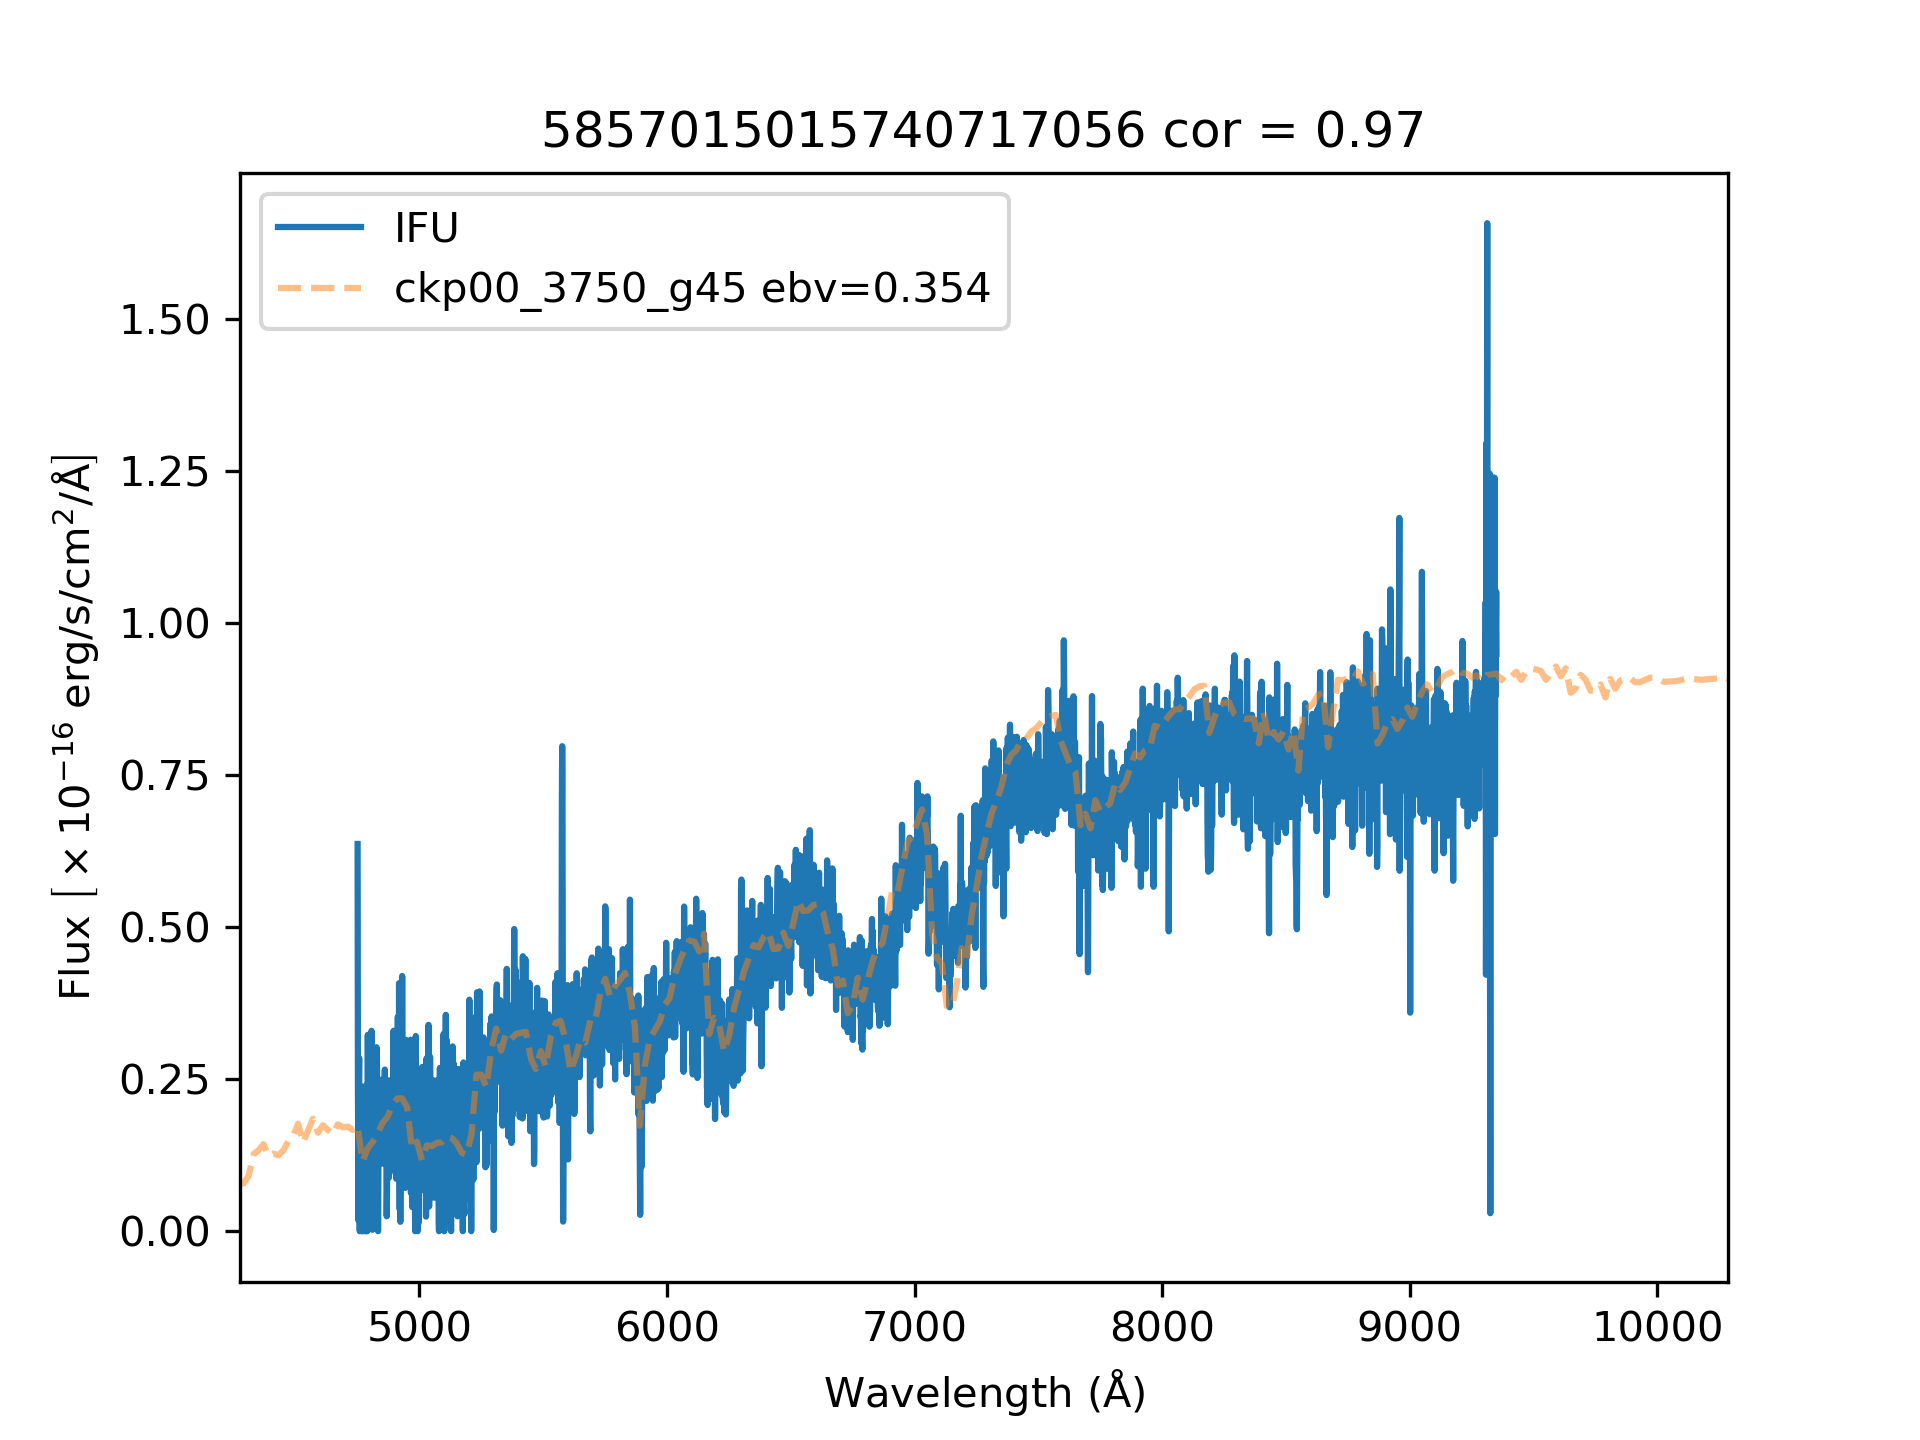 5857015015740717056 cor = 0.97
IFU
ckp00_3750_g45 ebv=0.354
1.50
1.25
1.00
0.75
0.50
0.25
0.00
Flux [ × 10⁻¹⁶ erg/s/cm²/Å]
5000 6000 7000 8000 9000 10000
Wavelength (Å)